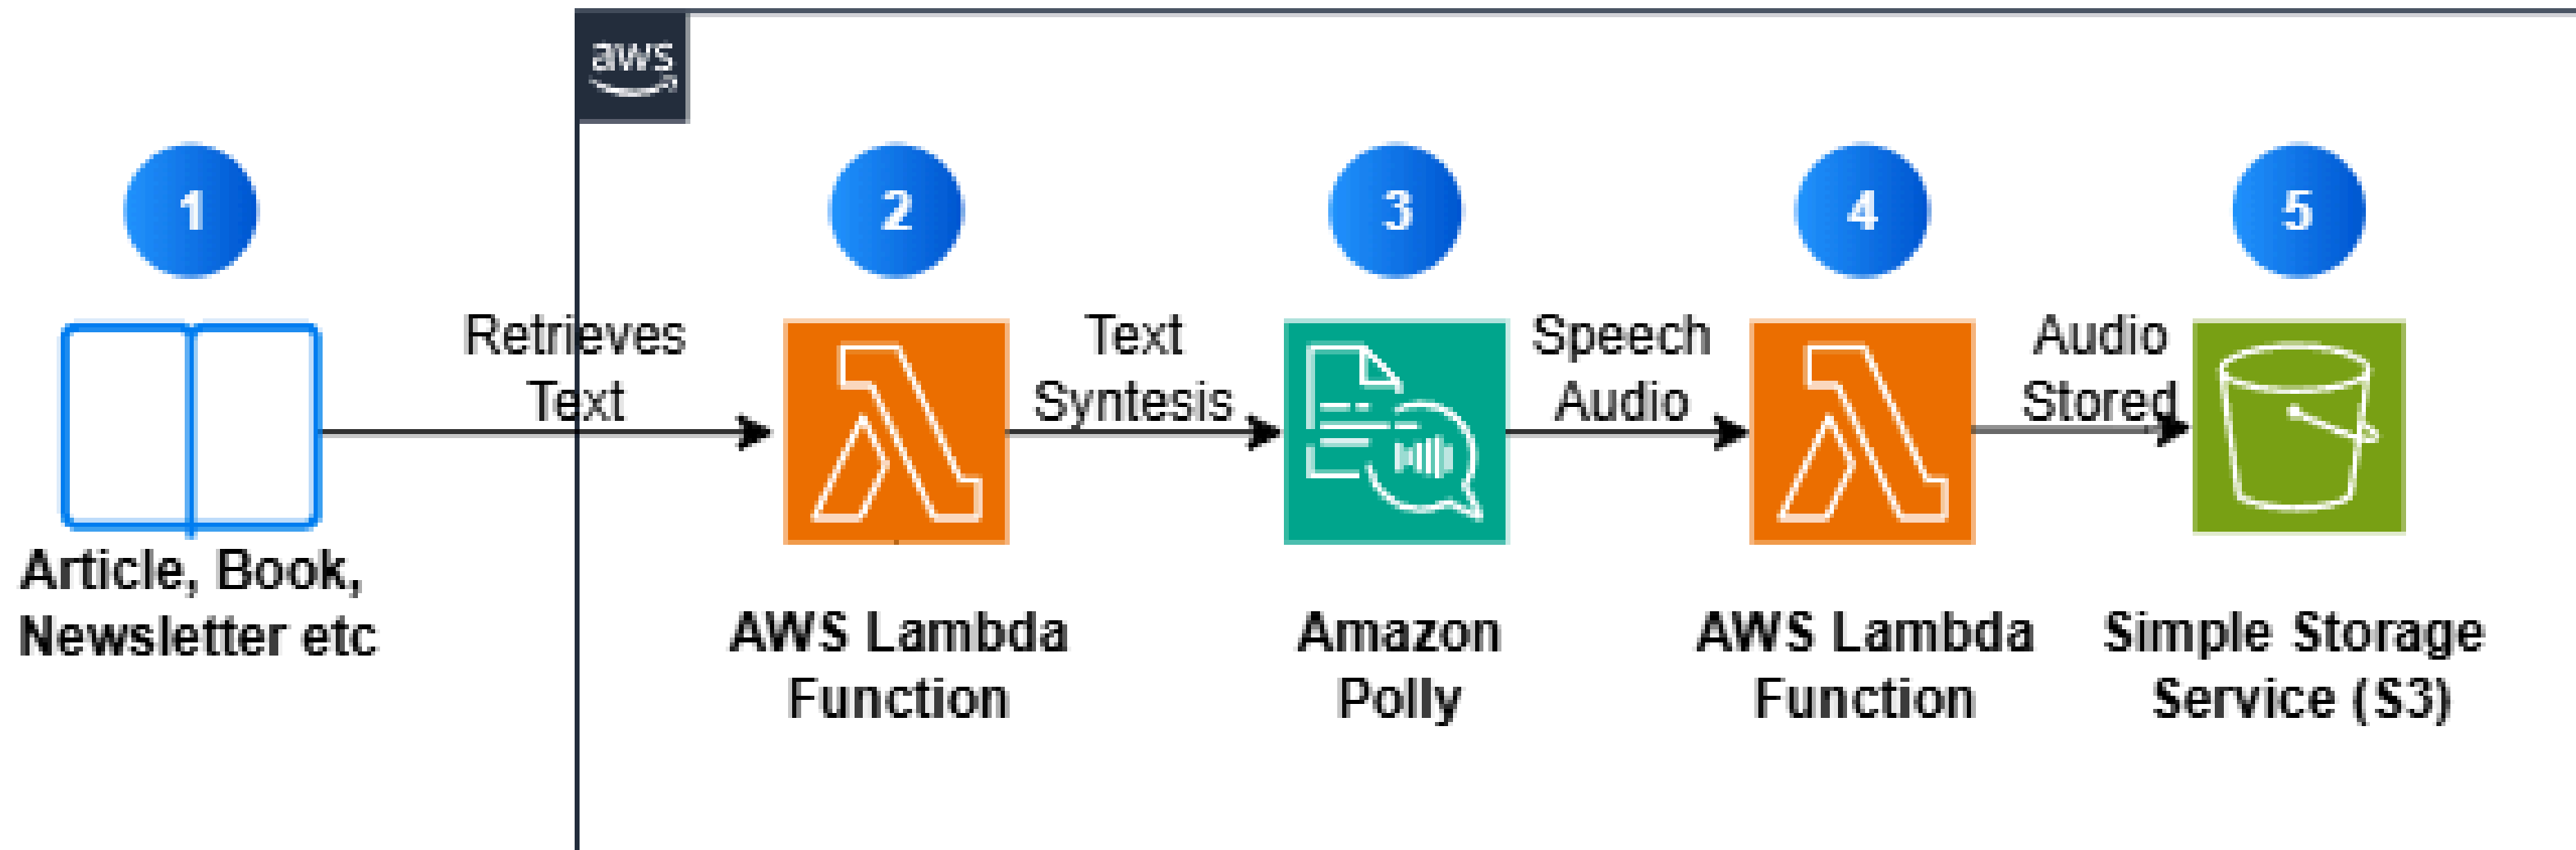 aws
1
2
3
4
5
Retrieves
Text
Text
Syntesis
Speech
Audio
Audio
Stored
Article, Book,
Newsletter etc
AWS Lambda
Function
Amazon
Polly
AWS Lambda
Function
Simple Storage
Service (S3)